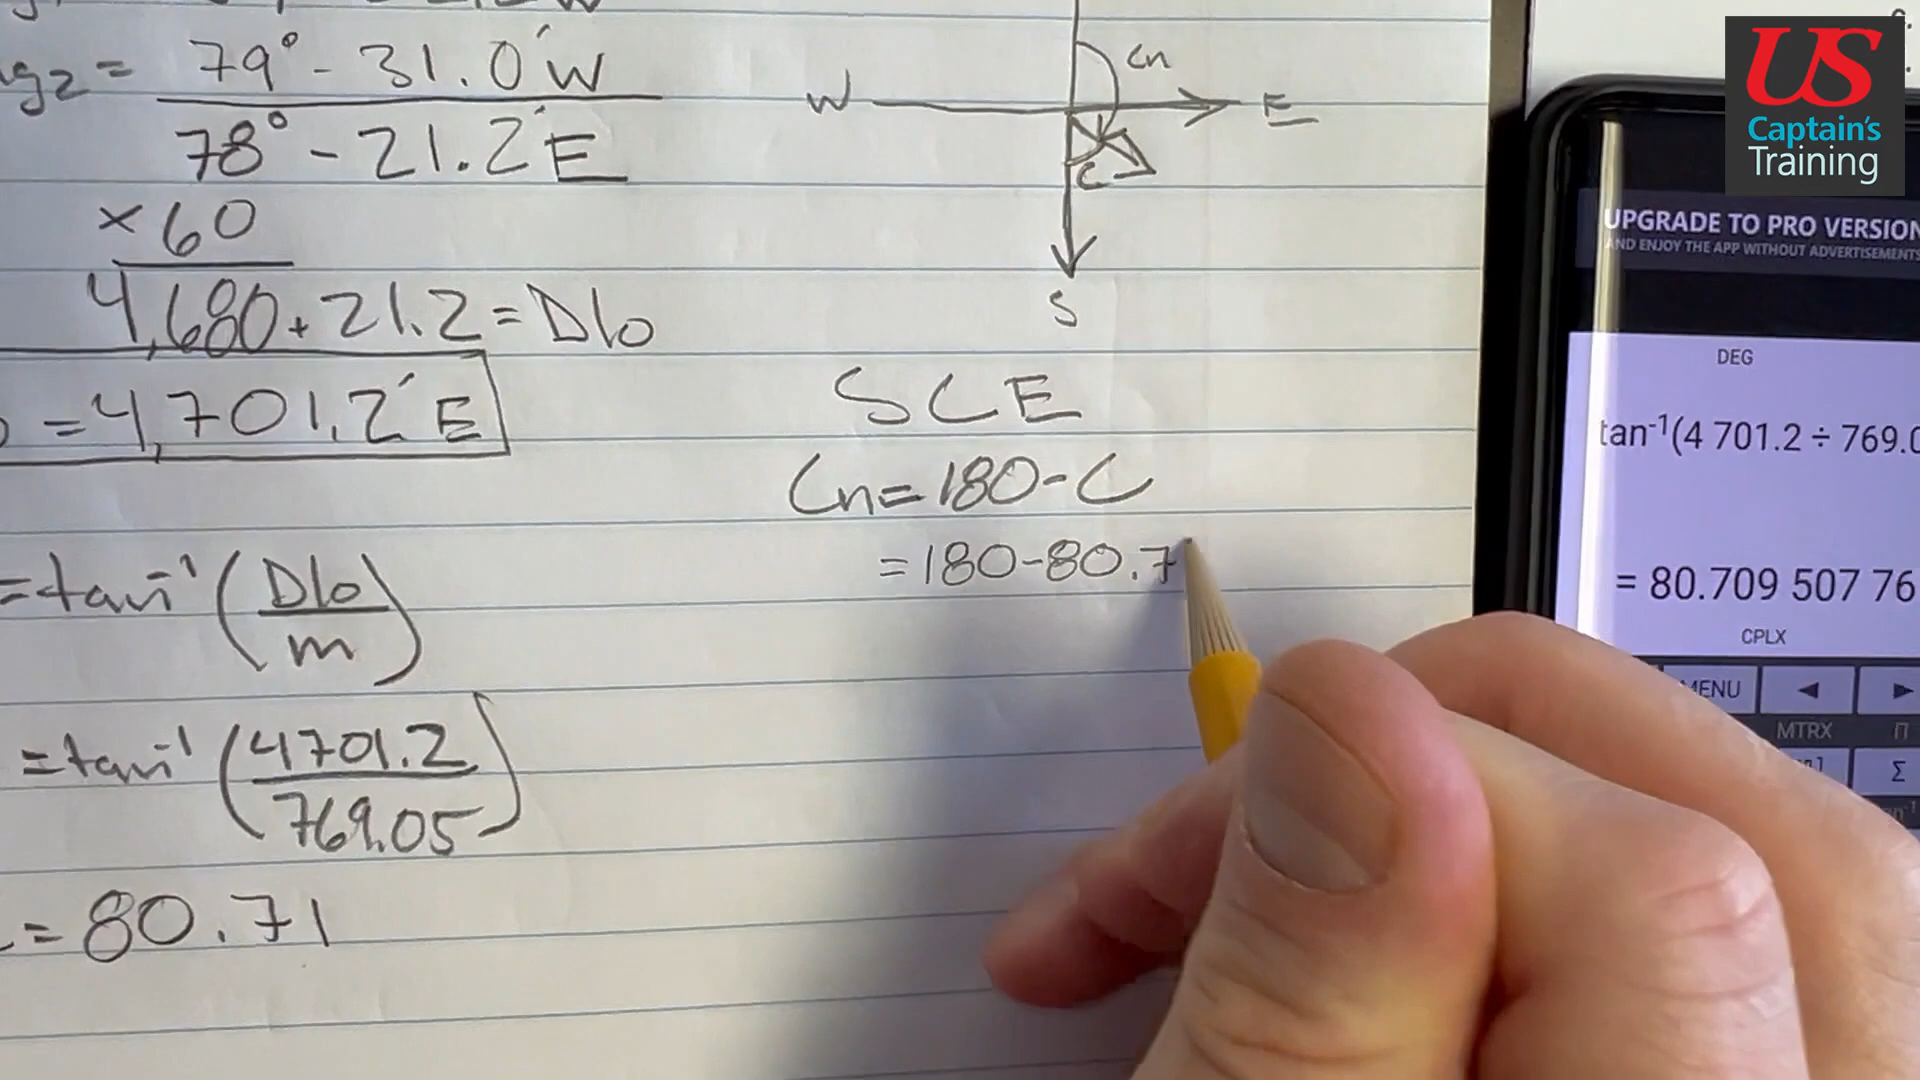 79° - 31.0' W
78° - 21.2' E
× 60
4,680 + 21.2 = Dlo
= 4,701.2' E
= tan⁻¹ (Dlo / m)
= tan⁻¹ (4701.2 / 769.05)
= 80.71
Cn
W E
C
S
S C E
Cn = 180 - C
= 180 - 80.7
US
Captain's
Training
UPGRADE TO PRO VERSION
AND ENJOY THE APP WITHOUT ADVERTISEMENTS
DEG
tan⁻¹(4 701.2 ÷ 769.0
= 80.709 507 76
CPLX
MENU ◀ ▶
MTRX Π
Σ